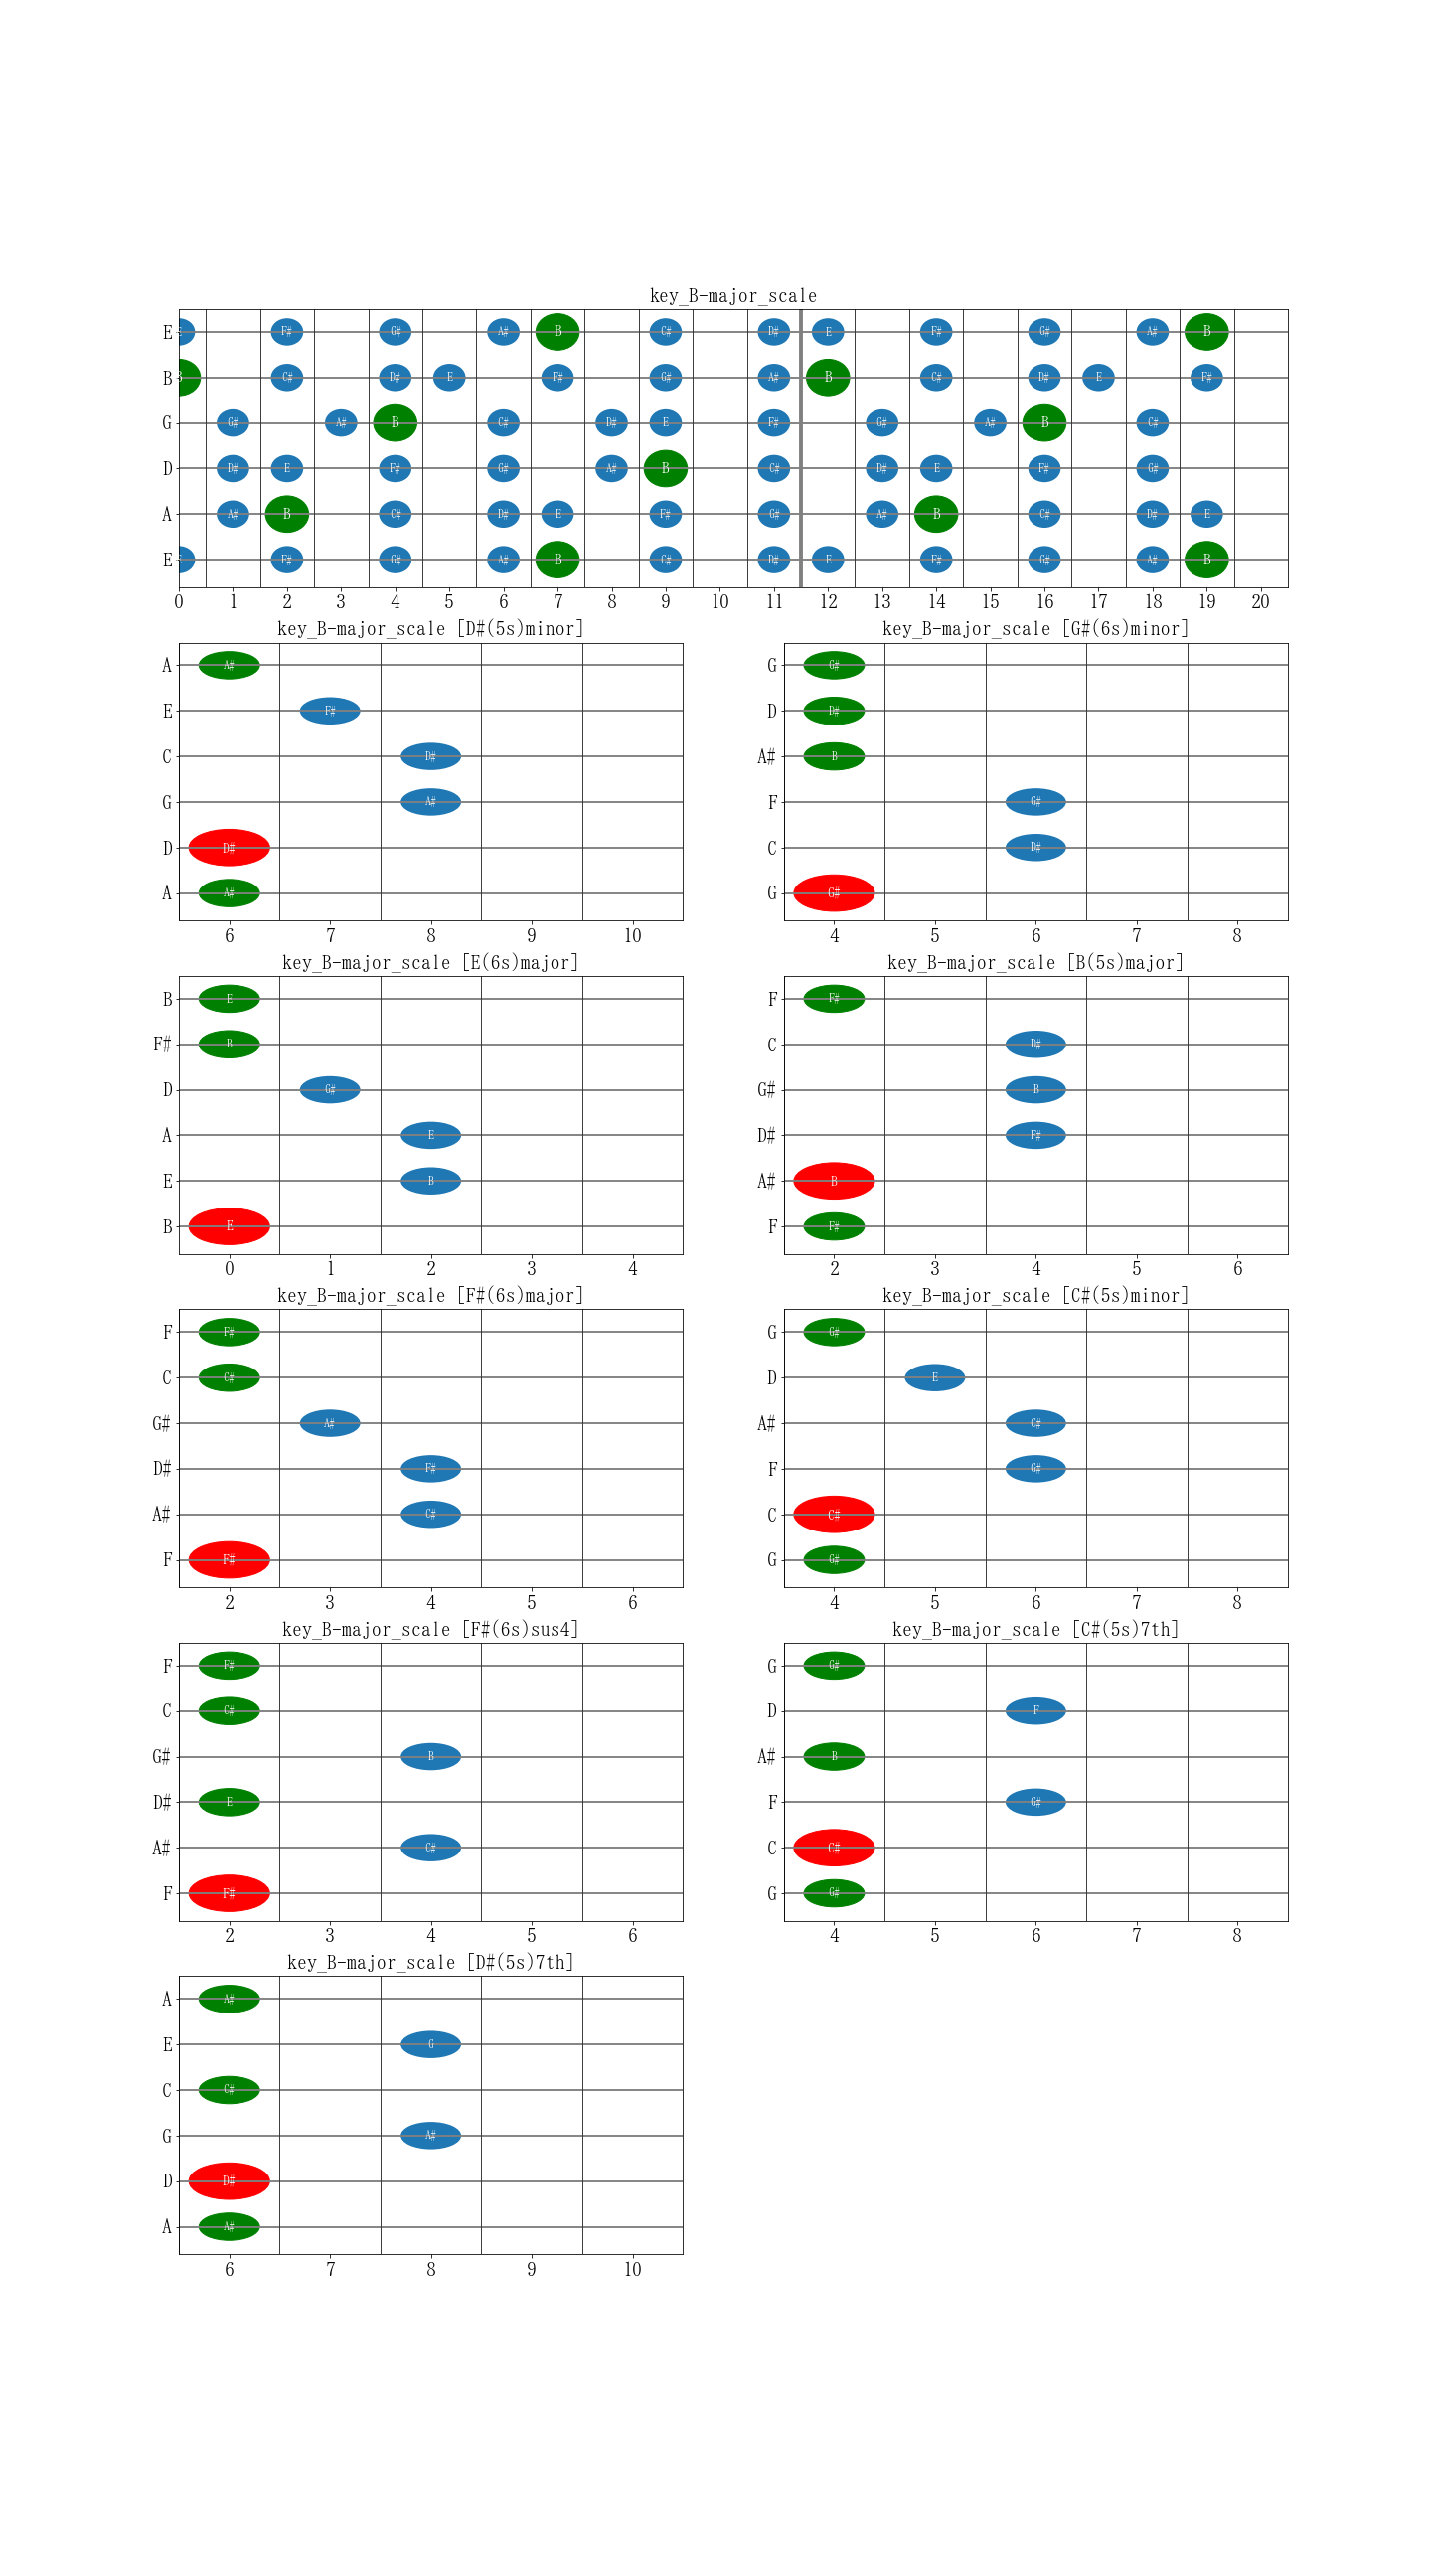 key_B-major_scale
E F# G# A# B C# D# E F# G# A# B
B C# D# E F# G# A# B C# D# E F#
G G# A# B C# D# E F# G# A# B C#
D D# E F# G# A# B C# D# E F# G#
A A# B C# D# E F# G# A# B C# D# E
E F# G# A# B C# D# E F# G# A# B
0 1 2 3 4 5 6 7 8 9 10 11 12 13 14 15 16 17 18 19 20
key_B-major_scale [D#(5s)minor]
A A#
E F#
C D#
G A#
D D#
A A#
6 7 8 9 10
key_B-major_scale [G#(6s)minor]
G G#
D D#
A# B
F G#
C D#
G G#
4 5 6 7 8
key_B-major_scale [E(6s)major]
B E
F# B
D G#
A E
E B
B E
0 1 2 3 4
key_B-major_scale [B(5s)major]
F F#
C D#
G# B
D# F#
A# B
F F#
2 3 4 5 6
key_B-major_scale [F#(6s)major]
F F#
C C#
G# A#
D# F#
A# C#
F F#
2 3 4 5 6
key_B-major_scale [C#(5s)minor]
G G#
D E
A# C#
F G#
C C#
G G#
4 5 6 7 8
key_B-major_scale [F#(6s)sus4]
F F#
C C#
G# B
D# E
A# C#
F F#
2 3 4 5 6
key_B-major_scale [C#(5s)7th]
G G#
D F
A# B
F G#
C C#
G G#
4 5 6 7 8
key_B-major_scale [D#(5s)7th]
A A#
E G
C C#
G A#
D D#
A A#
6 7 8 9 10